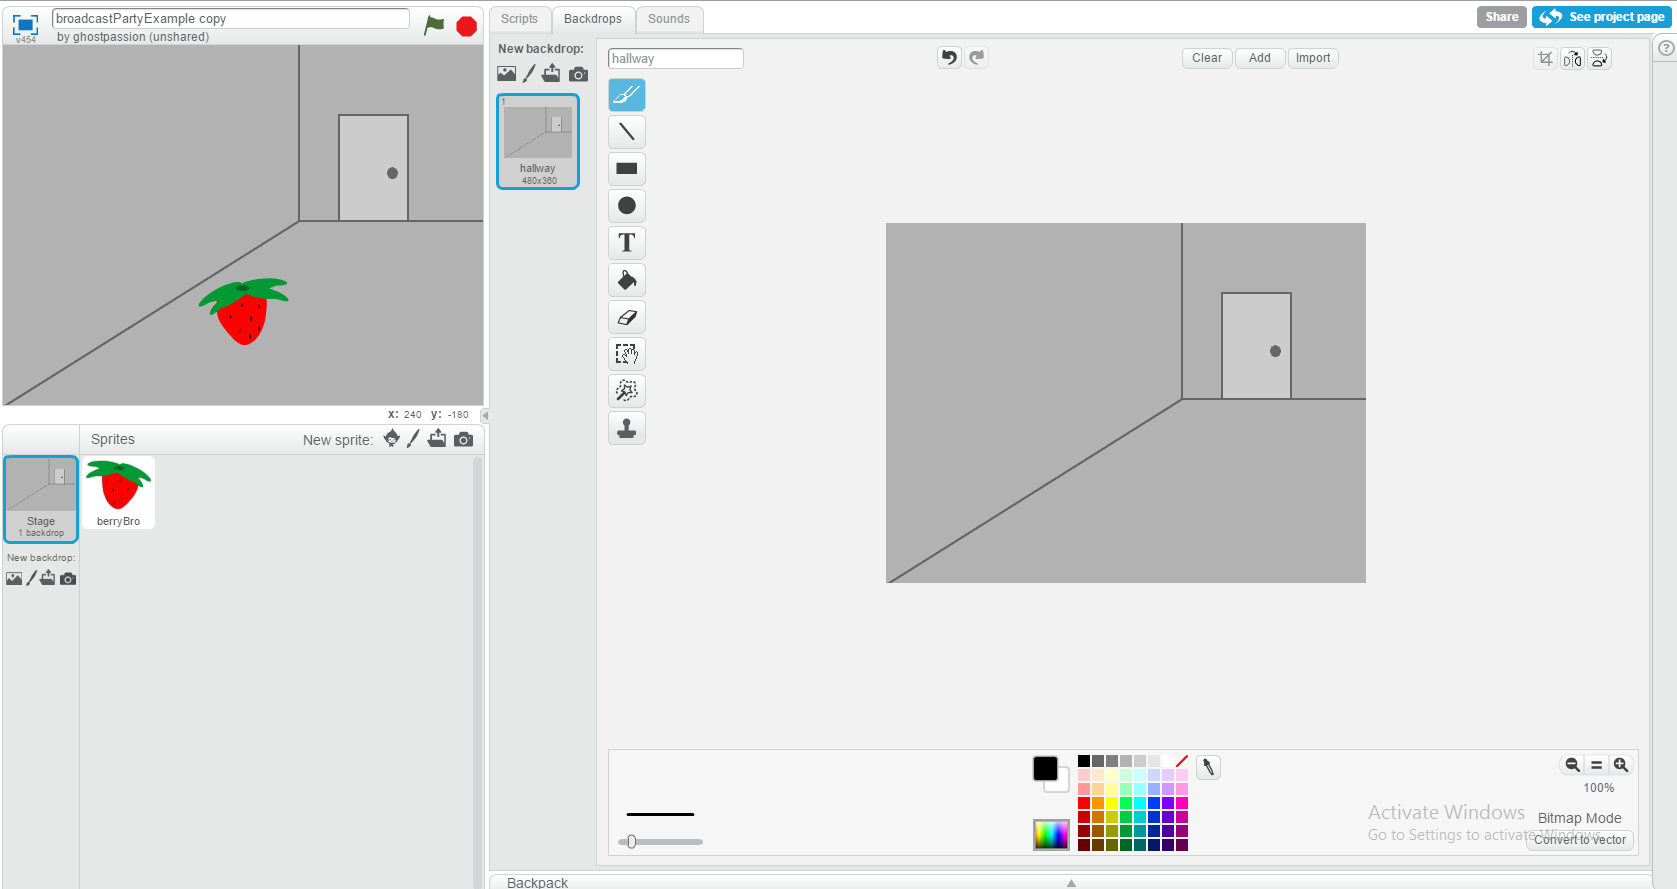 broadcastPartyExample copy
by ghostpassion (unshared)
v454
Scripts
Backdrops
Sounds
Share
See project page
New backdrop:
1
hallway
480x360
hallway
Clear
Add
Import
T
x: 240 y: -180
Sprites
New sprite:
Stage
1 backdrop
berryBro
New backdrop:
100%
Bitmap Mode
Convert to vector
Activate Windows
Go to Settings to activate Windows.
Backpack
?